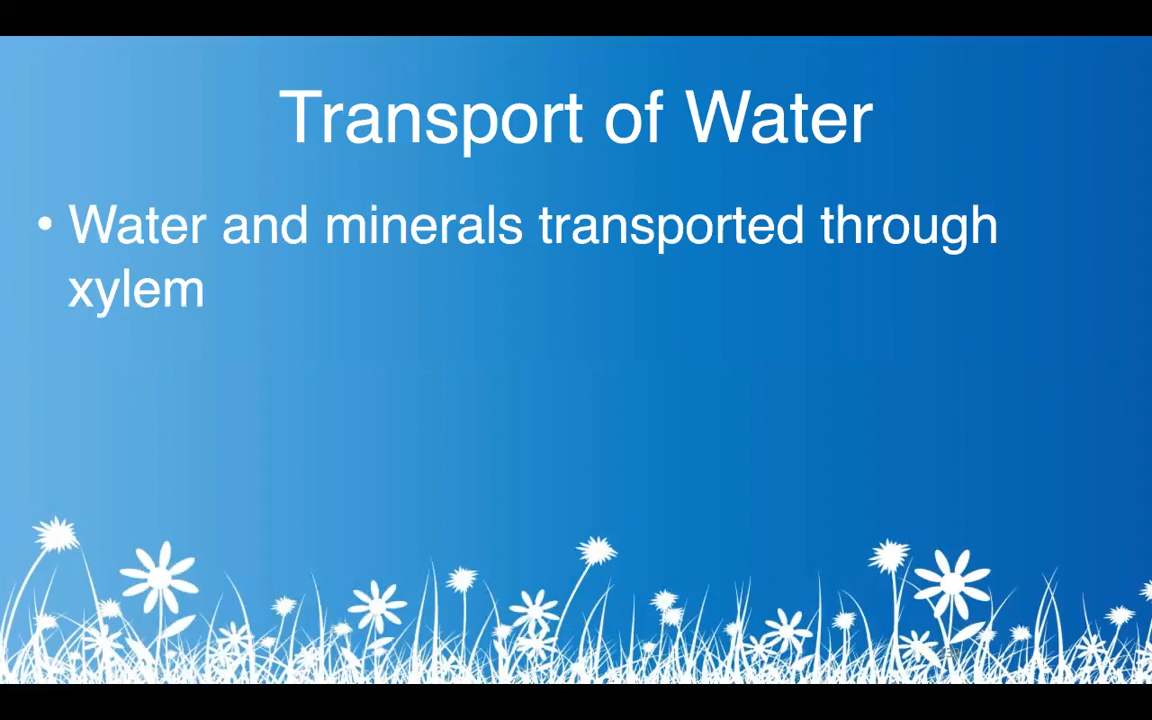 Transport of Water
• Water and minerals transported through
xylem